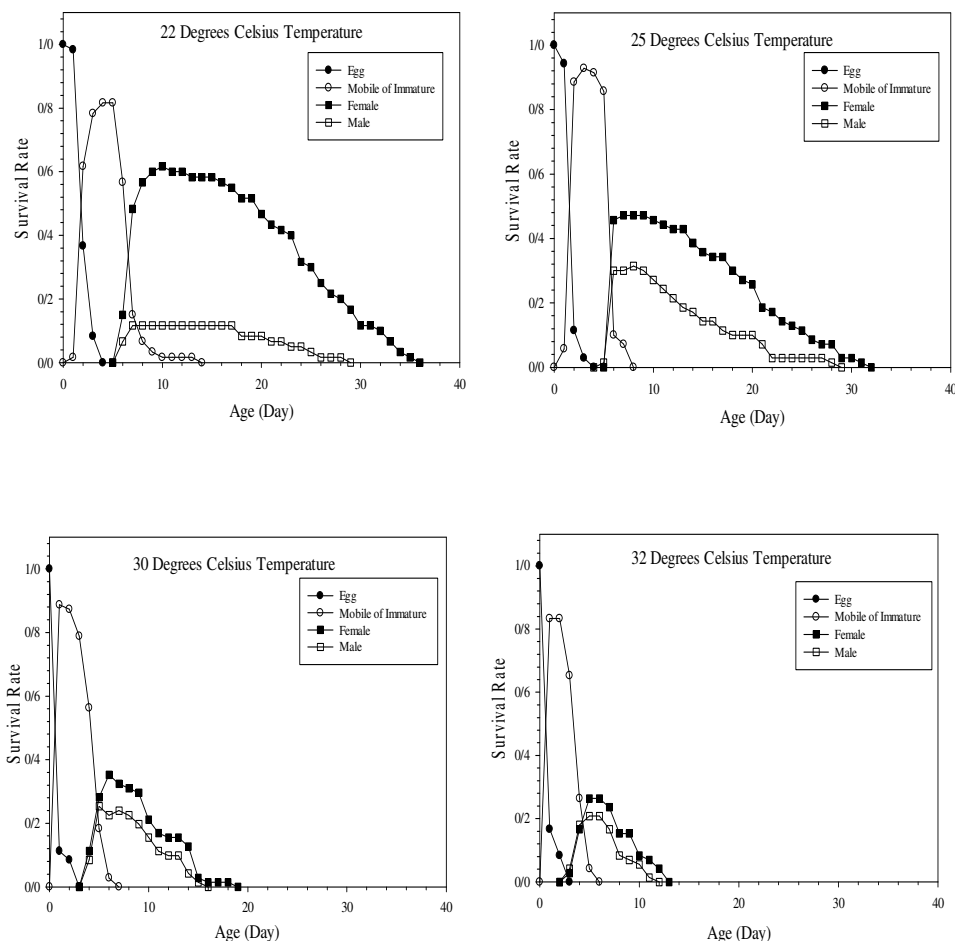 22 Degrees Celsius Temperature
Egg
Mobile of Immature
Female
Male
Survival Rate
1/0
0/8
0/6
0/4
0/2
0/0
0 10 20 30 40
Age (Day)
25 Degrees Celsius Temperature
Egg
Mobile of Immature
Female
Male
Survival Rate
1/0
0/8
0/6
0/4
0/2
0/0
0 10 20 30 40
Age (Day)
30 Degrees Celsius Temperature
Egg
Mobile of Immature
Female
Male
Survival Rate
1/0
0/8
0/6
0/4
0/2
0/0
0 10 20 30 40
Age (Day)
32 Degrees Celsius Temperature
Egg
Mobile of Immature
Female
Male
Survival Rate
1/0
0/8
0/6
0/4
0/2
0/0
0 10 20 30 40
Age (Day)